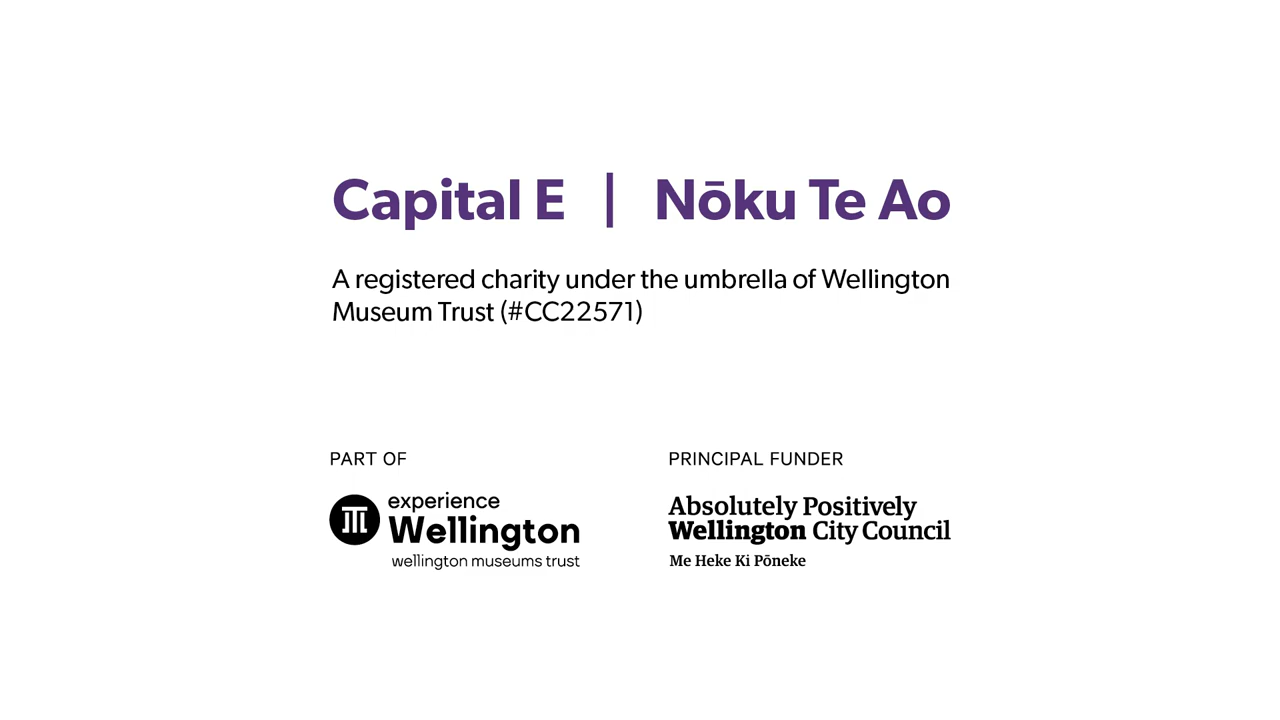 Capital E | Nōku Te Ao
A registered charity under the umbrella of Wellington
Museum Trust (#CC22571)
PART OF
experience
Wellington
wellington museums trust
PRINCIPAL FUNDER
Absolutely Positively
Wellington City Council
Me Heke Ki Pōneke